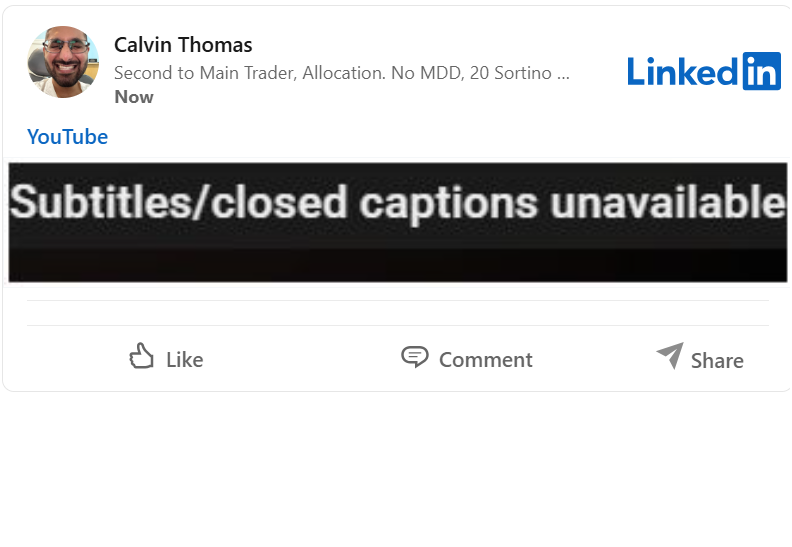 Calvin Thomas
Second to Main Trader, Allocation. No MDD, 20 Sortino ...
Now
Linkedin
YouTube
Subtitles/closed captions unavailable
Like
Comment
Share